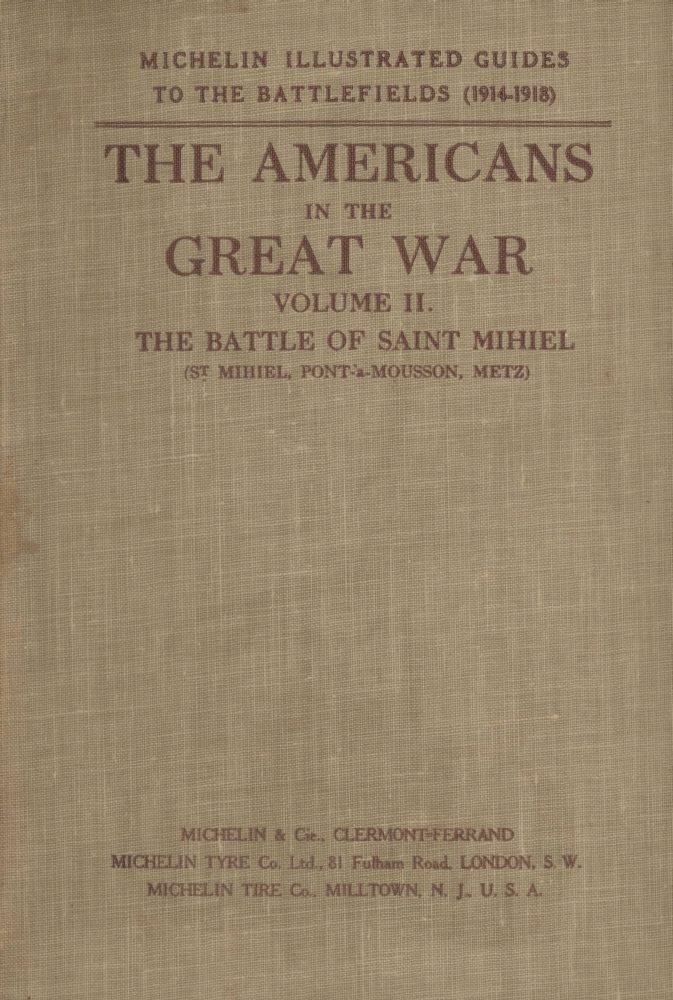 MICHELIN ILLUSTRATED GUIDES
TO THE BATTLEFIELDS (1914-1918)
THE AMERICANS
IN THE
GREAT WAR
VOLUME II.
THE BATTLE OF SAINT MIHIEL
(ST MIHIEL, PONT-a-MOUSSON, METZ)
MICHELIN & Cie., CLERMONT-FERRAND
MICHELIN TYRE Co. Ltd., 81 Fulham Road, LONDON, S. W.
MICHELIN TIRE Co., MILLTOWN, N. J., U. S. A.